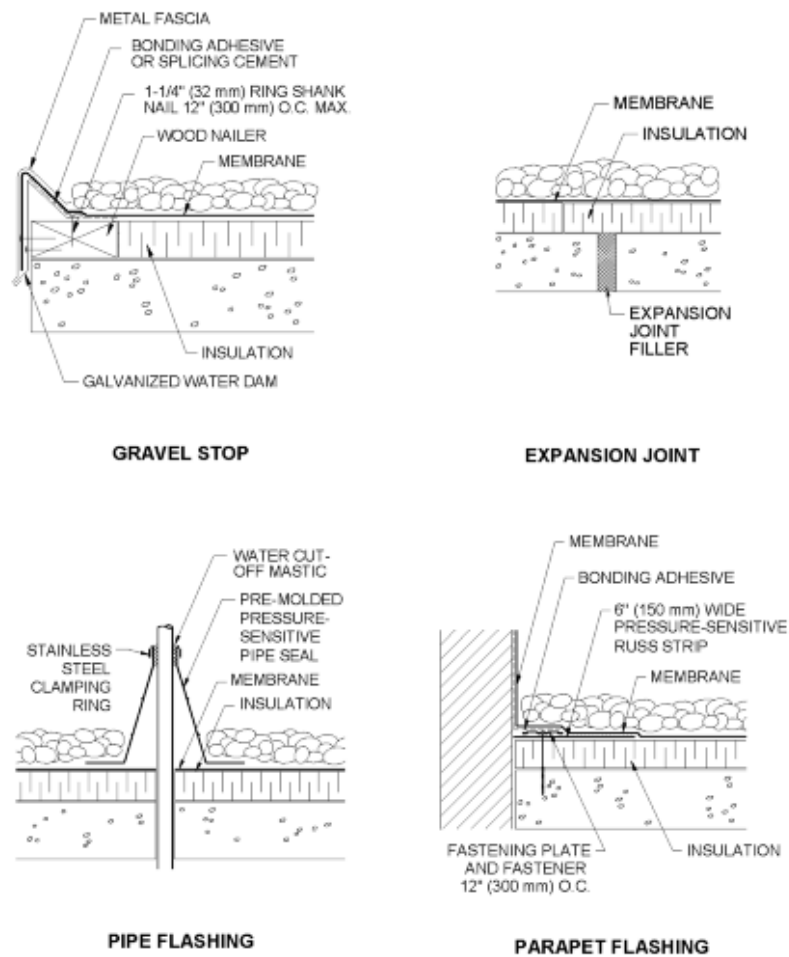 METAL FASCIA
BONDING ADHESIVE
OR SPLICING CEMENT
1-1/4" (32 mm) RING SHANK
NAIL 12" (300 mm) O.C. MAX.
WOOD NAILER
MEMBRANE
INSULATION
GALVANIZED WATER DAM
GRAVEL STOP
MEMBRANE
INSULATION
EXPANSION
JOINT
FILLER
EXPANSION JOINT
WATER CUT-
OFF MASTIC
PRE-MOLDED
PRESSURE-
SENSITIVE
PIPE SEAL
STAINLESS
STEEL
CLAMPING
RING
MEMBRANE
INSULATION
PIPE FLASHING
MEMBRANE
BONDING ADHESIVE
6" (150 mm) WIDE
PRESSURE-SENSITIVE
RUSS STRIP
MEMBRANE
FASTENING PLATE
AND FASTENER
12" (300 mm) O.C.
INSULATION
PARAPET FLASHING